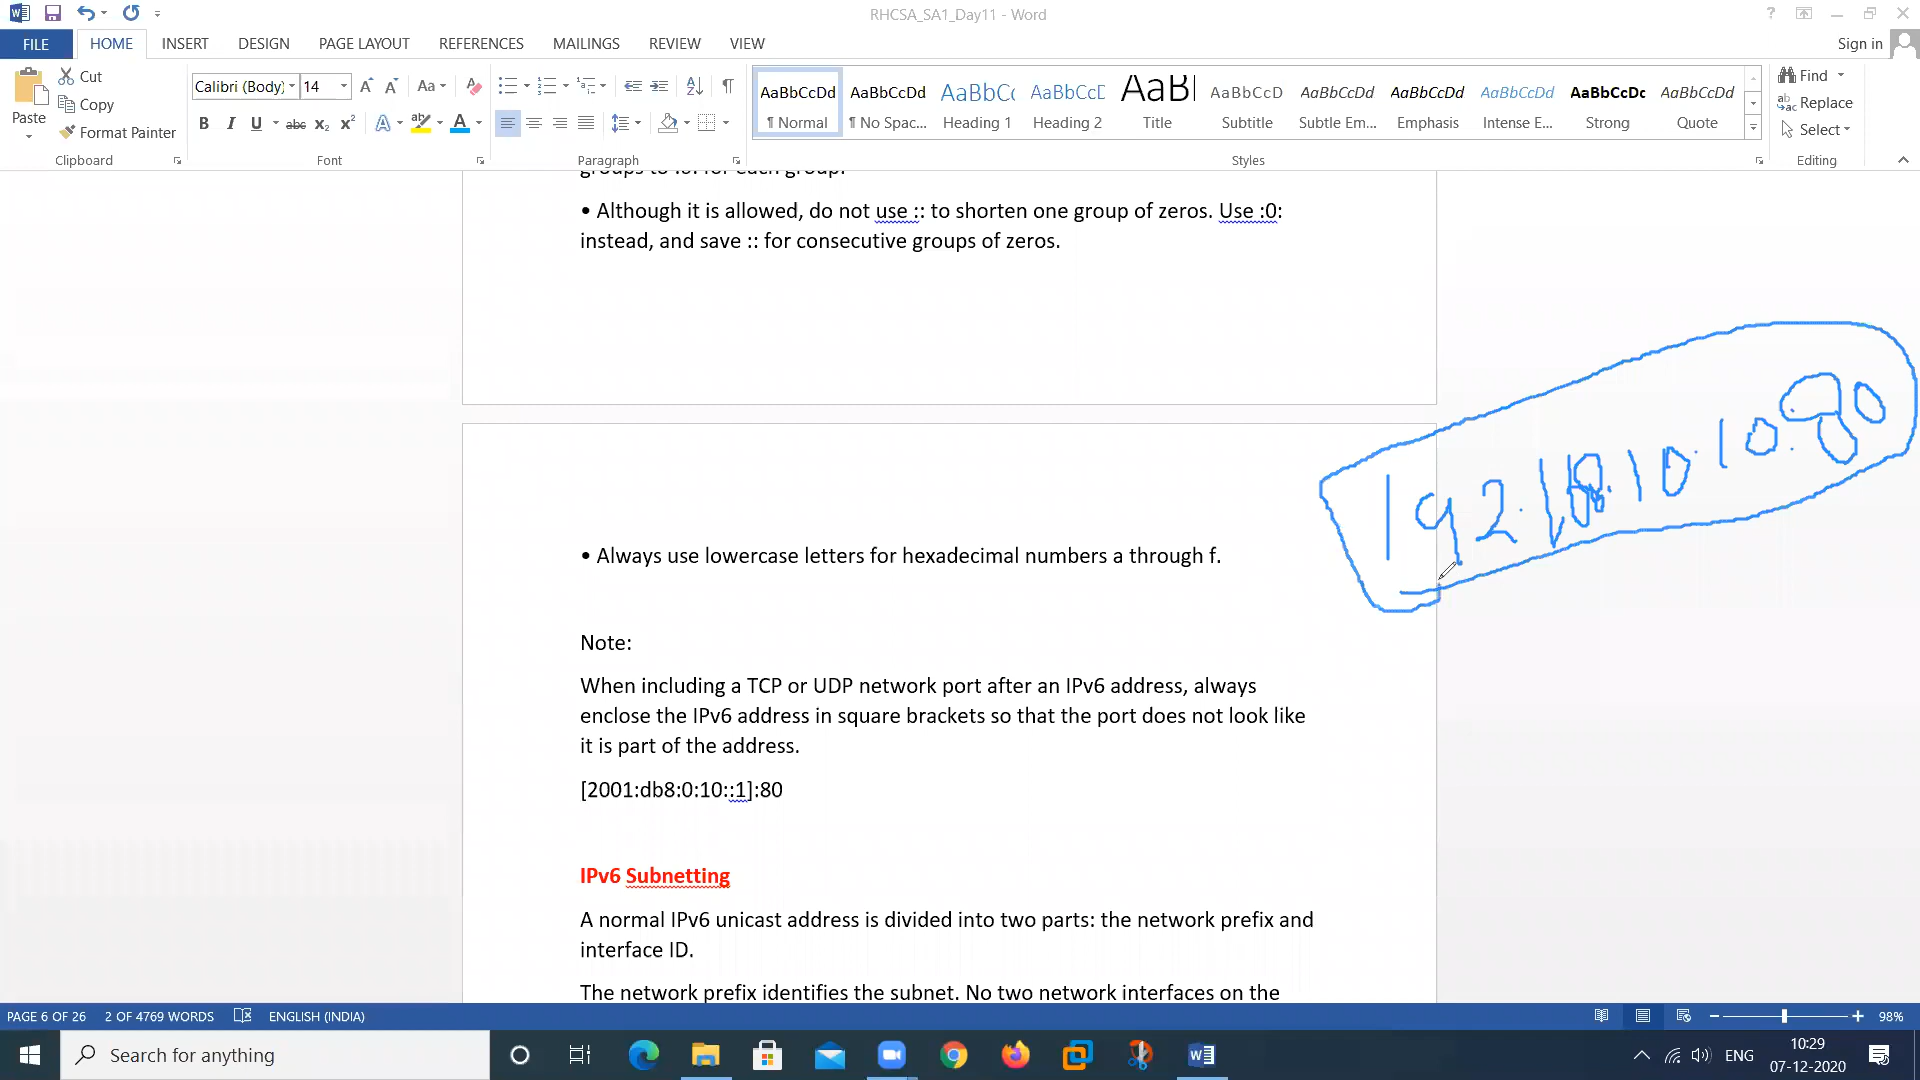 RHCSA_SA1_Day11 - Word
FILE HOME INSERT DESIGN PAGE LAYOUT REFERENCES MAILINGS REVIEW VIEW Sign in
Paste
Cut
Copy
Format Painter
Calibri (Body) 14
AaBbCcDd AaBbCcDd AaBbCc AaBbCcC AaBl AaBbCcD AaBbCcDd AaBbCcDd AaBbCcDd AaBbCcDc AaBbCcDd
¶ Normal ¶ No Spac... Heading 1 Heading 2 Title Subtitle Subtle Em... Emphasis Intense E... Strong Quote
Find
Replace
Select
Clipboard Font Paragraph Styles Editing
• Although it is allowed, do not use :: to shorten one group of zeros. Use :0:
instead, and save :: for consecutive groups of zeros.
• Always use lowercase letters for hexadecimal numbers a through f.
Note:
When including a TCP or UDP network port after an IPv6 address, always
enclose the IPv6 address in square brackets so that the port does not look like
it is part of the address.
[2001:db8:0:10::1]:80
IPv6 Subnetting
A normal IPv6 unicast address is divided into two parts: the network prefix and
interface ID.
The network prefix identifies the subnet. No two network interfaces on the
PAGE 6 OF 26 2 OF 4769 WORDS ENGLISH (INDIA) 98%
Search for anything
ENG
10:29
07-12-2020